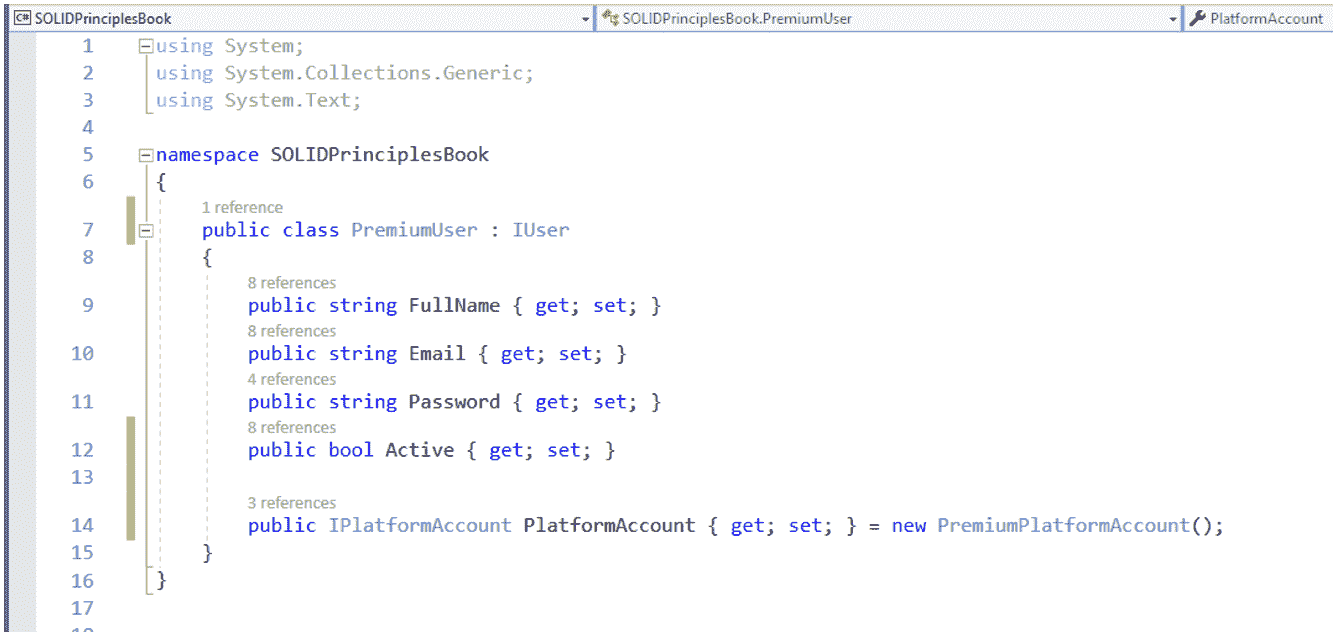 C# SOLIDPrinciplesBook SOLIDPrinciplesBook.PremiumUser PlatformAccount
1 using System;
2 using System.Collections.Generic;
3 using System.Text;
4
5 namespace SOLIDPrinciplesBook
6 {
1 reference
7 public class PremiumUser : IUser
8 {
8 references
9 public string FullName { get; set; }
8 references
10 public string Email { get; set; }
4 references
11 public string Password { get; set; }
8 references
12 public bool Active { get; set; }
13
3 references
14 public IPlatformAccount PlatformAccount { get; set; } = new PremiumPlatformAccount();
15 }
16 }
17